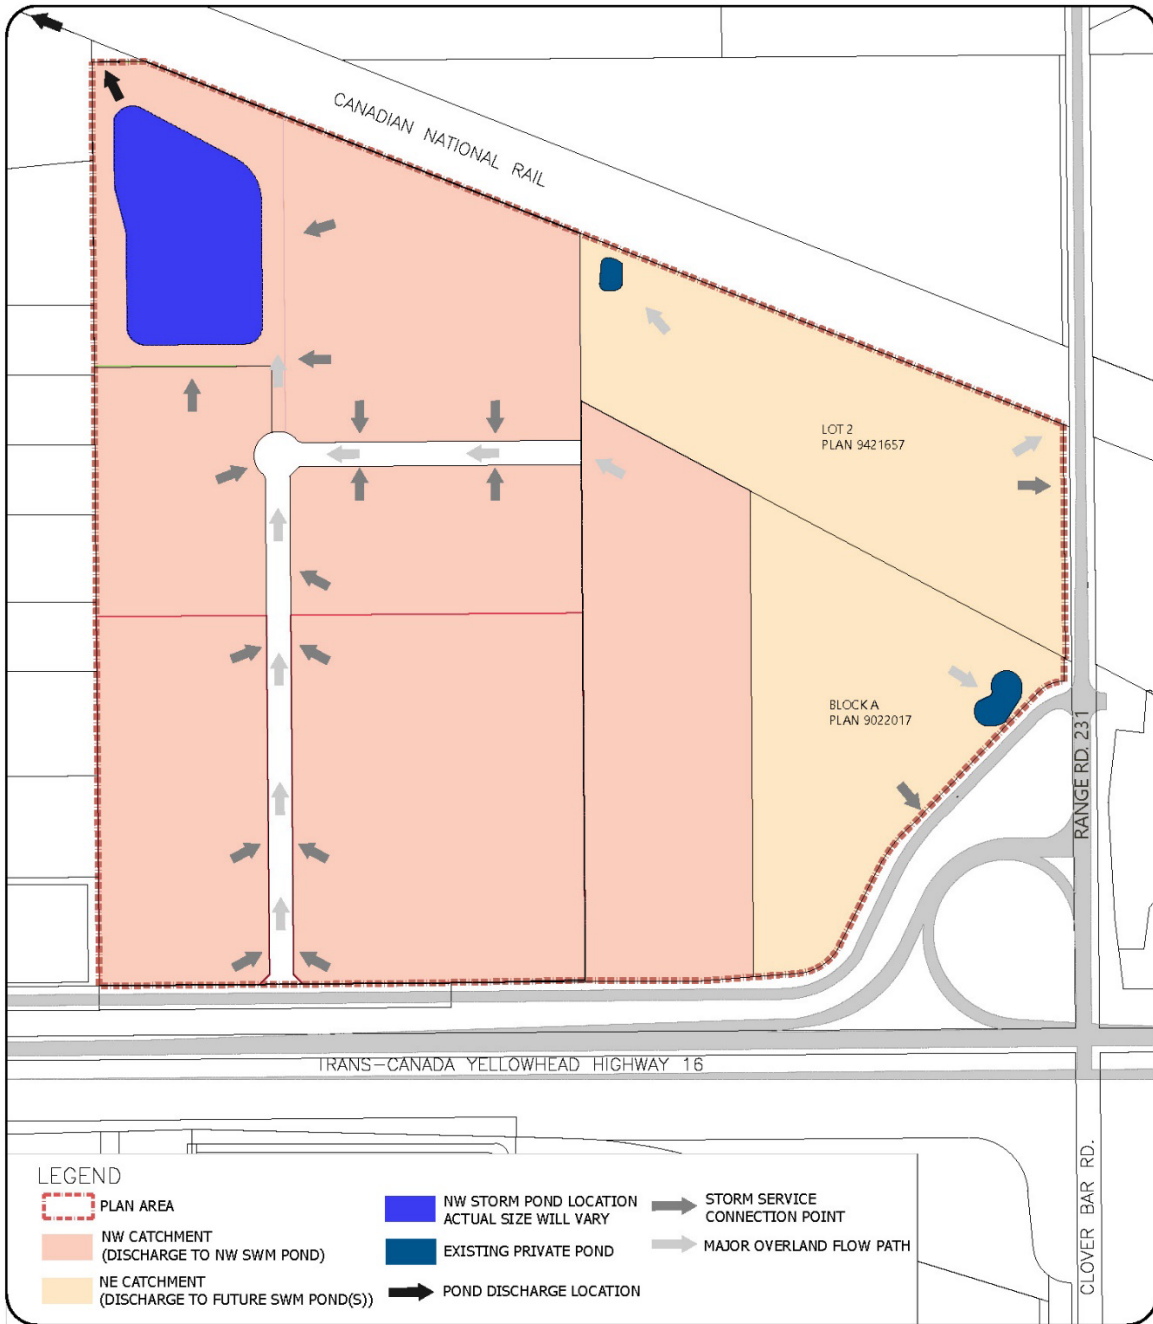 CANADIAN NATIONAL RAIL
LOT 2
PLAN 9421657
BLOCK A
PLAN 9022017
RANGE RD. 231
TRANS-CANADA YELLOWHEAD HIGHWAY 16
CLOVER BAR RD.
LEGEND
PLAN AREA
NW CATCHMENT
(DISCHARGE TO NW SWM POND)
NE CATCHMENT
(DISCHARGE TO FUTURE SWM POND(S))
NW STORM POND LOCATION
ACTUAL SIZE WILL VARY
EXISTING PRIVATE POND
POND DISCHARGE LOCATION
STORM SERVICE
CONNECTION POINT
MAJOR OVERLAND FLOW PATH